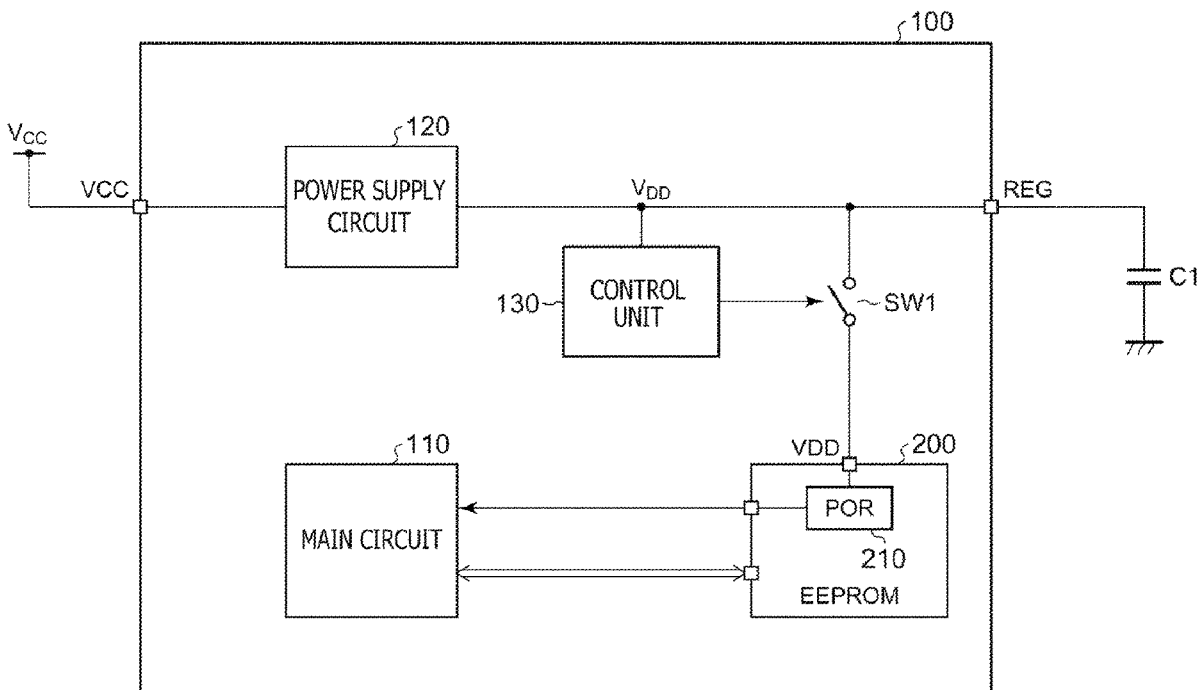 100
VCC
120
VCC
POWER SUPPLY
CIRCUIT
VDD
REG
130
CONTROL
UNIT
SW1
C1
110
VDD
200
MAIN CIRCUIT
POR
210
EEPROM